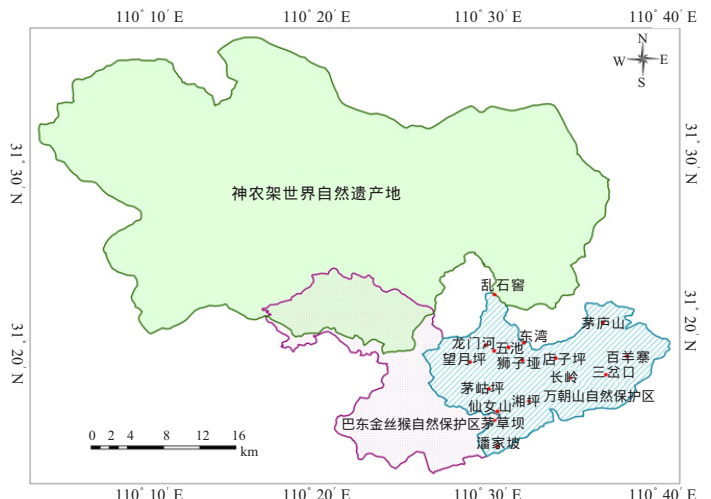 110° 10′ E 110° 20′ E 110° 30′ E 110° 40′ E
N
W E
S
31° 30′ N 31° 30′ N
神农架世界自然遗产地
乱石窖
31° 20′ N 31° 20′ N
茅庐山
东湾
龙门河 五池
望月坪 狮子垭 店子坪 百羊寨
长岭 三岔口
茅岵坪 湘坪 万朝山自然保护区
仙女山
巴东金丝猴自然保护区 茅草坝
潘家坡
0 2 4 8 12 16
km
110° 10′ E 110° 20′ E 110° 30′ E 110° 40′ E